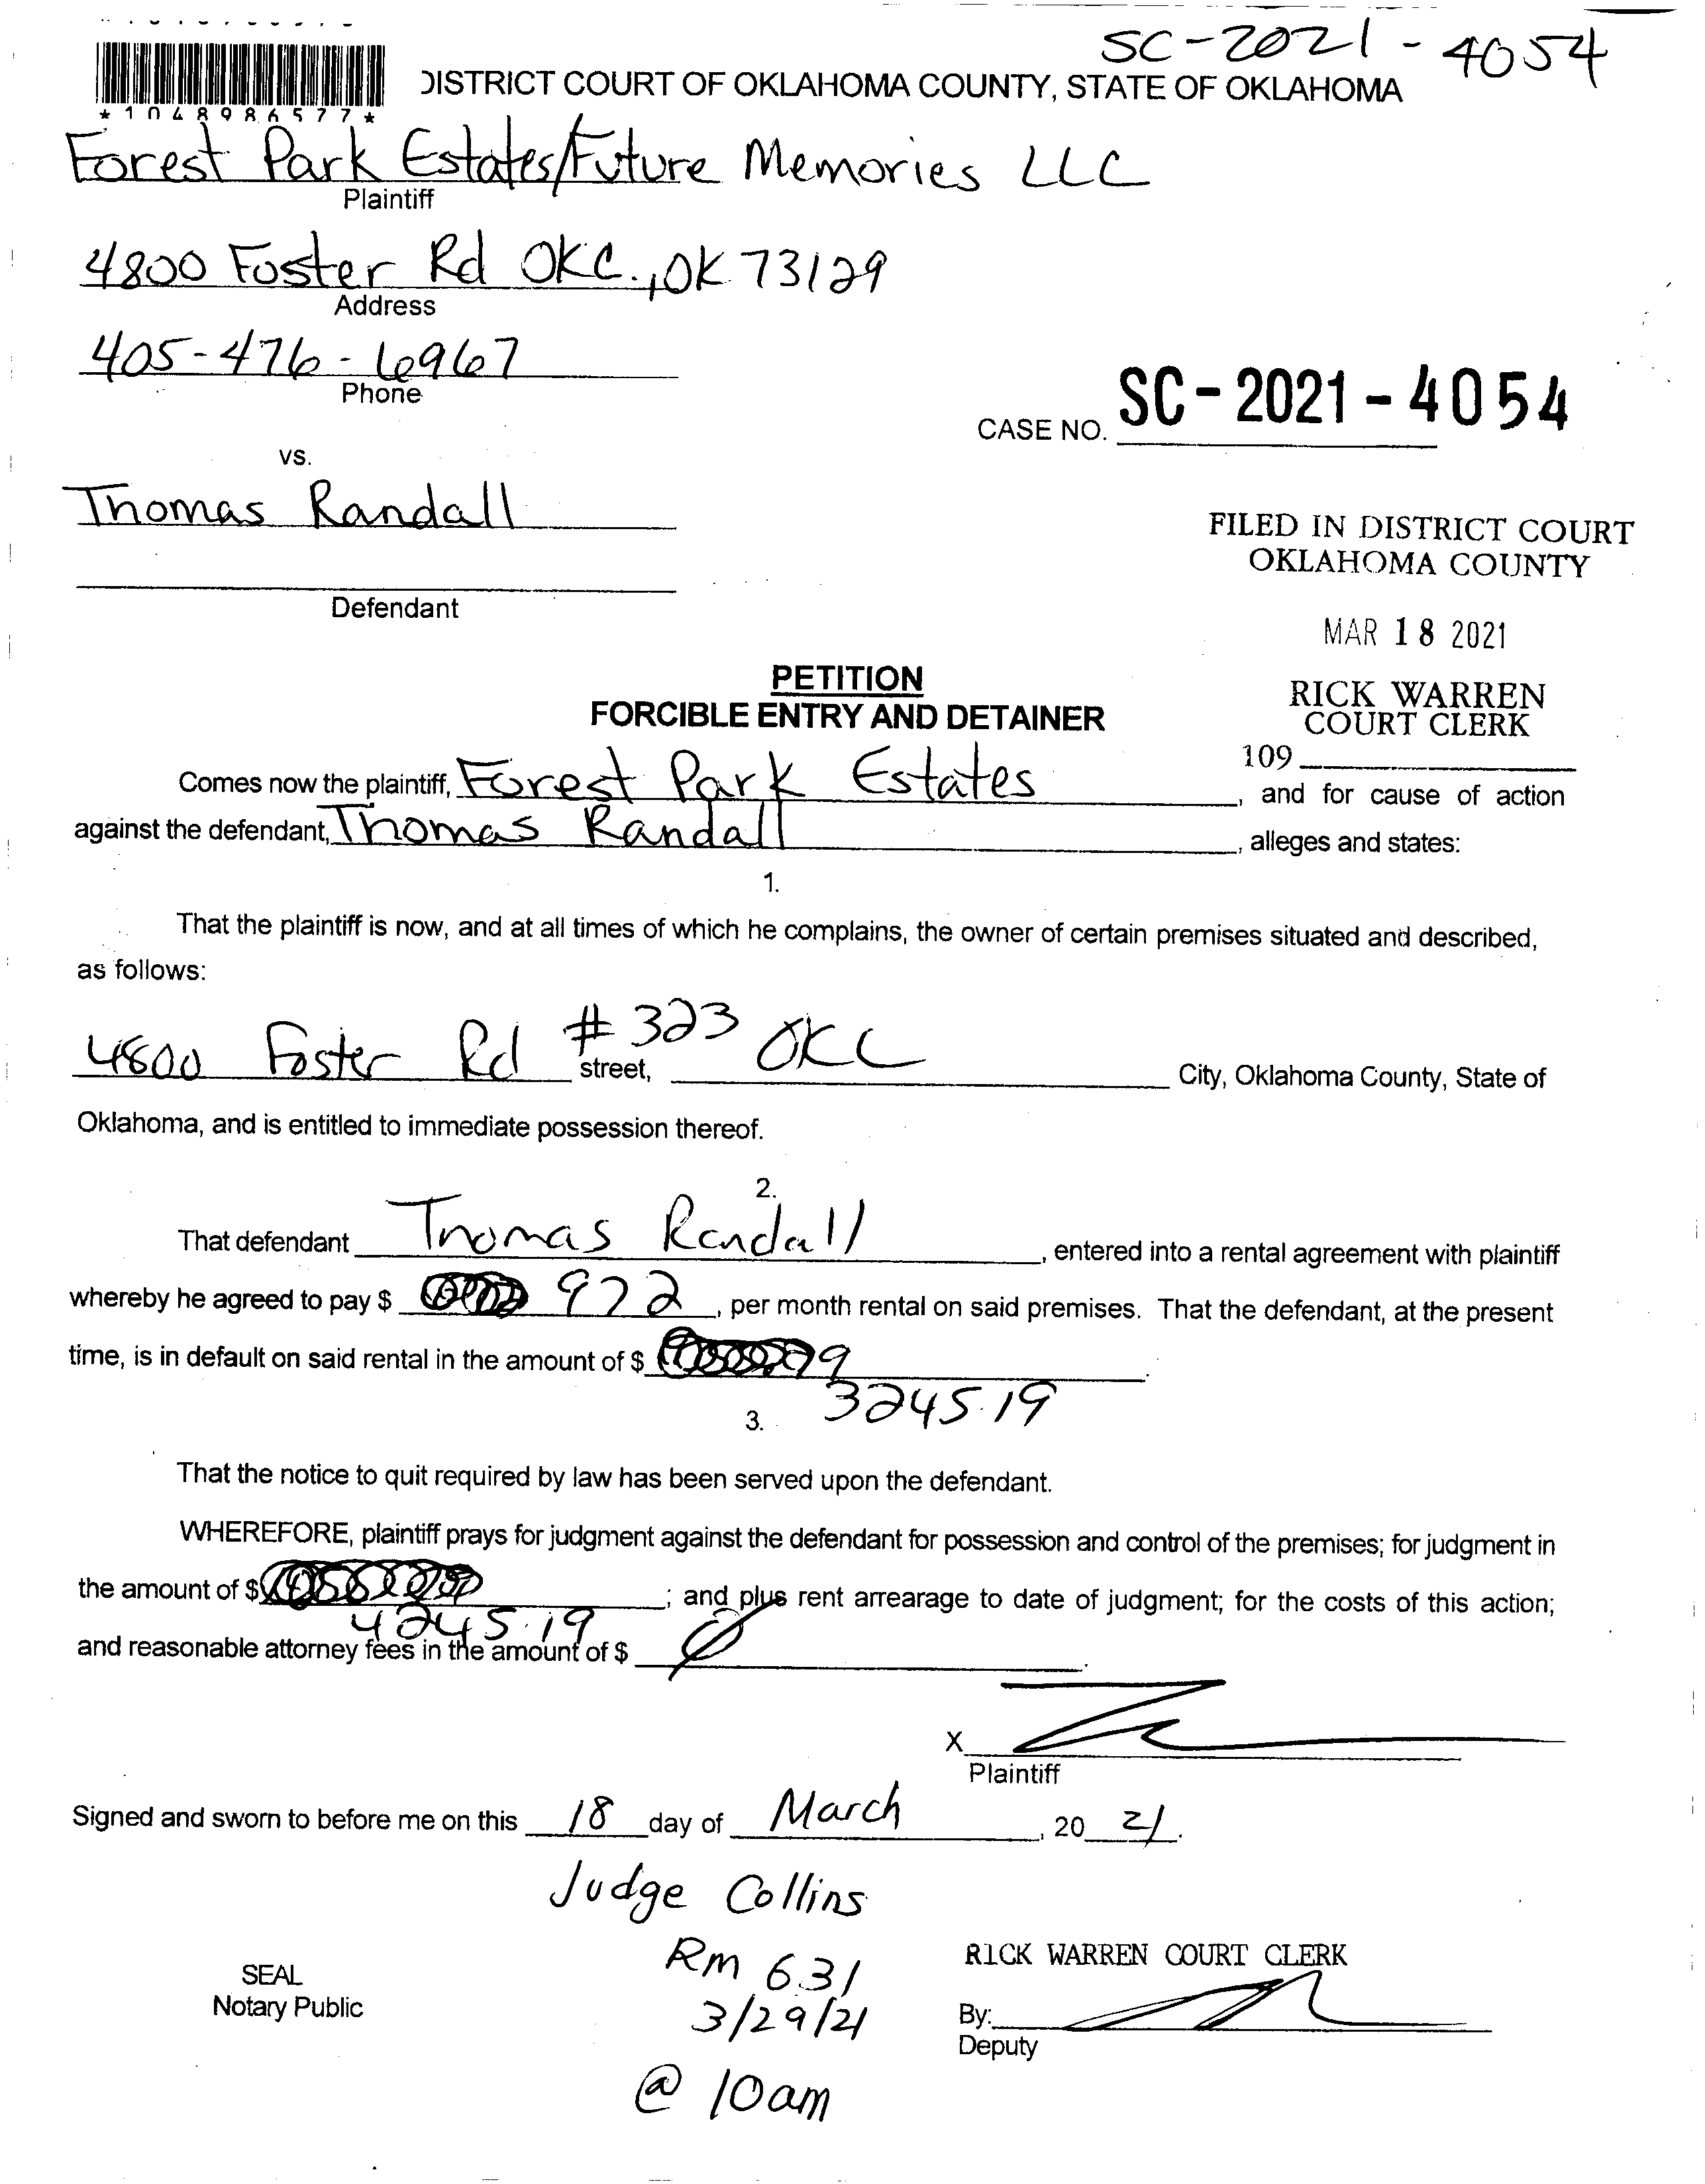 SC-2021-4054
DISTRICT COURT OF OKLAHOMA COUNTY, STATE OF OKLAHOMA
*1048986577*
Forest Park Estates/Future Memories LLC
Plaintiff
4800 Foster Rd OKC., OK 73129
Address
405-476-6967
Phone
CASE NO. SC-2021-4054
VS.
Thomas Randall
Defendant
FILED IN DISTRICT COURT
OKLAHOMA COUNTY
MAR 18 2021
RICK WARREN
COURT CLERK
109
PETITION
FORCIBLE ENTRY AND DETAINER
Comes now the plaintiff, Forest Park Estates, and for cause of action
against the defendant, Thomas Randall, alleges and states:
1.
That the plaintiff is now, and at all times of which he complains, the owner of certain premises situated and described,
as follows:
4800 Foster Rd #323 street, OKC City, Oklahoma County, State of
Oklahoma, and is entitled to immediate possession thereof.
2.
That defendant Thomas Randall, entered into a rental agreement with plaintiff
whereby he agreed to pay $ 972, per month rental on said premises. That the defendant, at the present
time, is in default on said rental in the amount of $
3245.19
3.
That the notice to quit required by law has been served upon the defendant.
WHEREFORE, plaintiff prays for judgment against the defendant for possession and control of the premises; for judgment in
the amount of $ ; and plus rent arrearage to date of judgment; for the costs of this action;
4245.19
and reasonable attorney fees in the amount of $ Ø.
X
Plaintiff
Signed and sworn to before me on this 18 day of March, 20 21.
Judge Collins
Rm 631
3/29/21
@ 10am
SEAL
Notary Public
RICK WARREN COURT CLERK
By:
Deputy